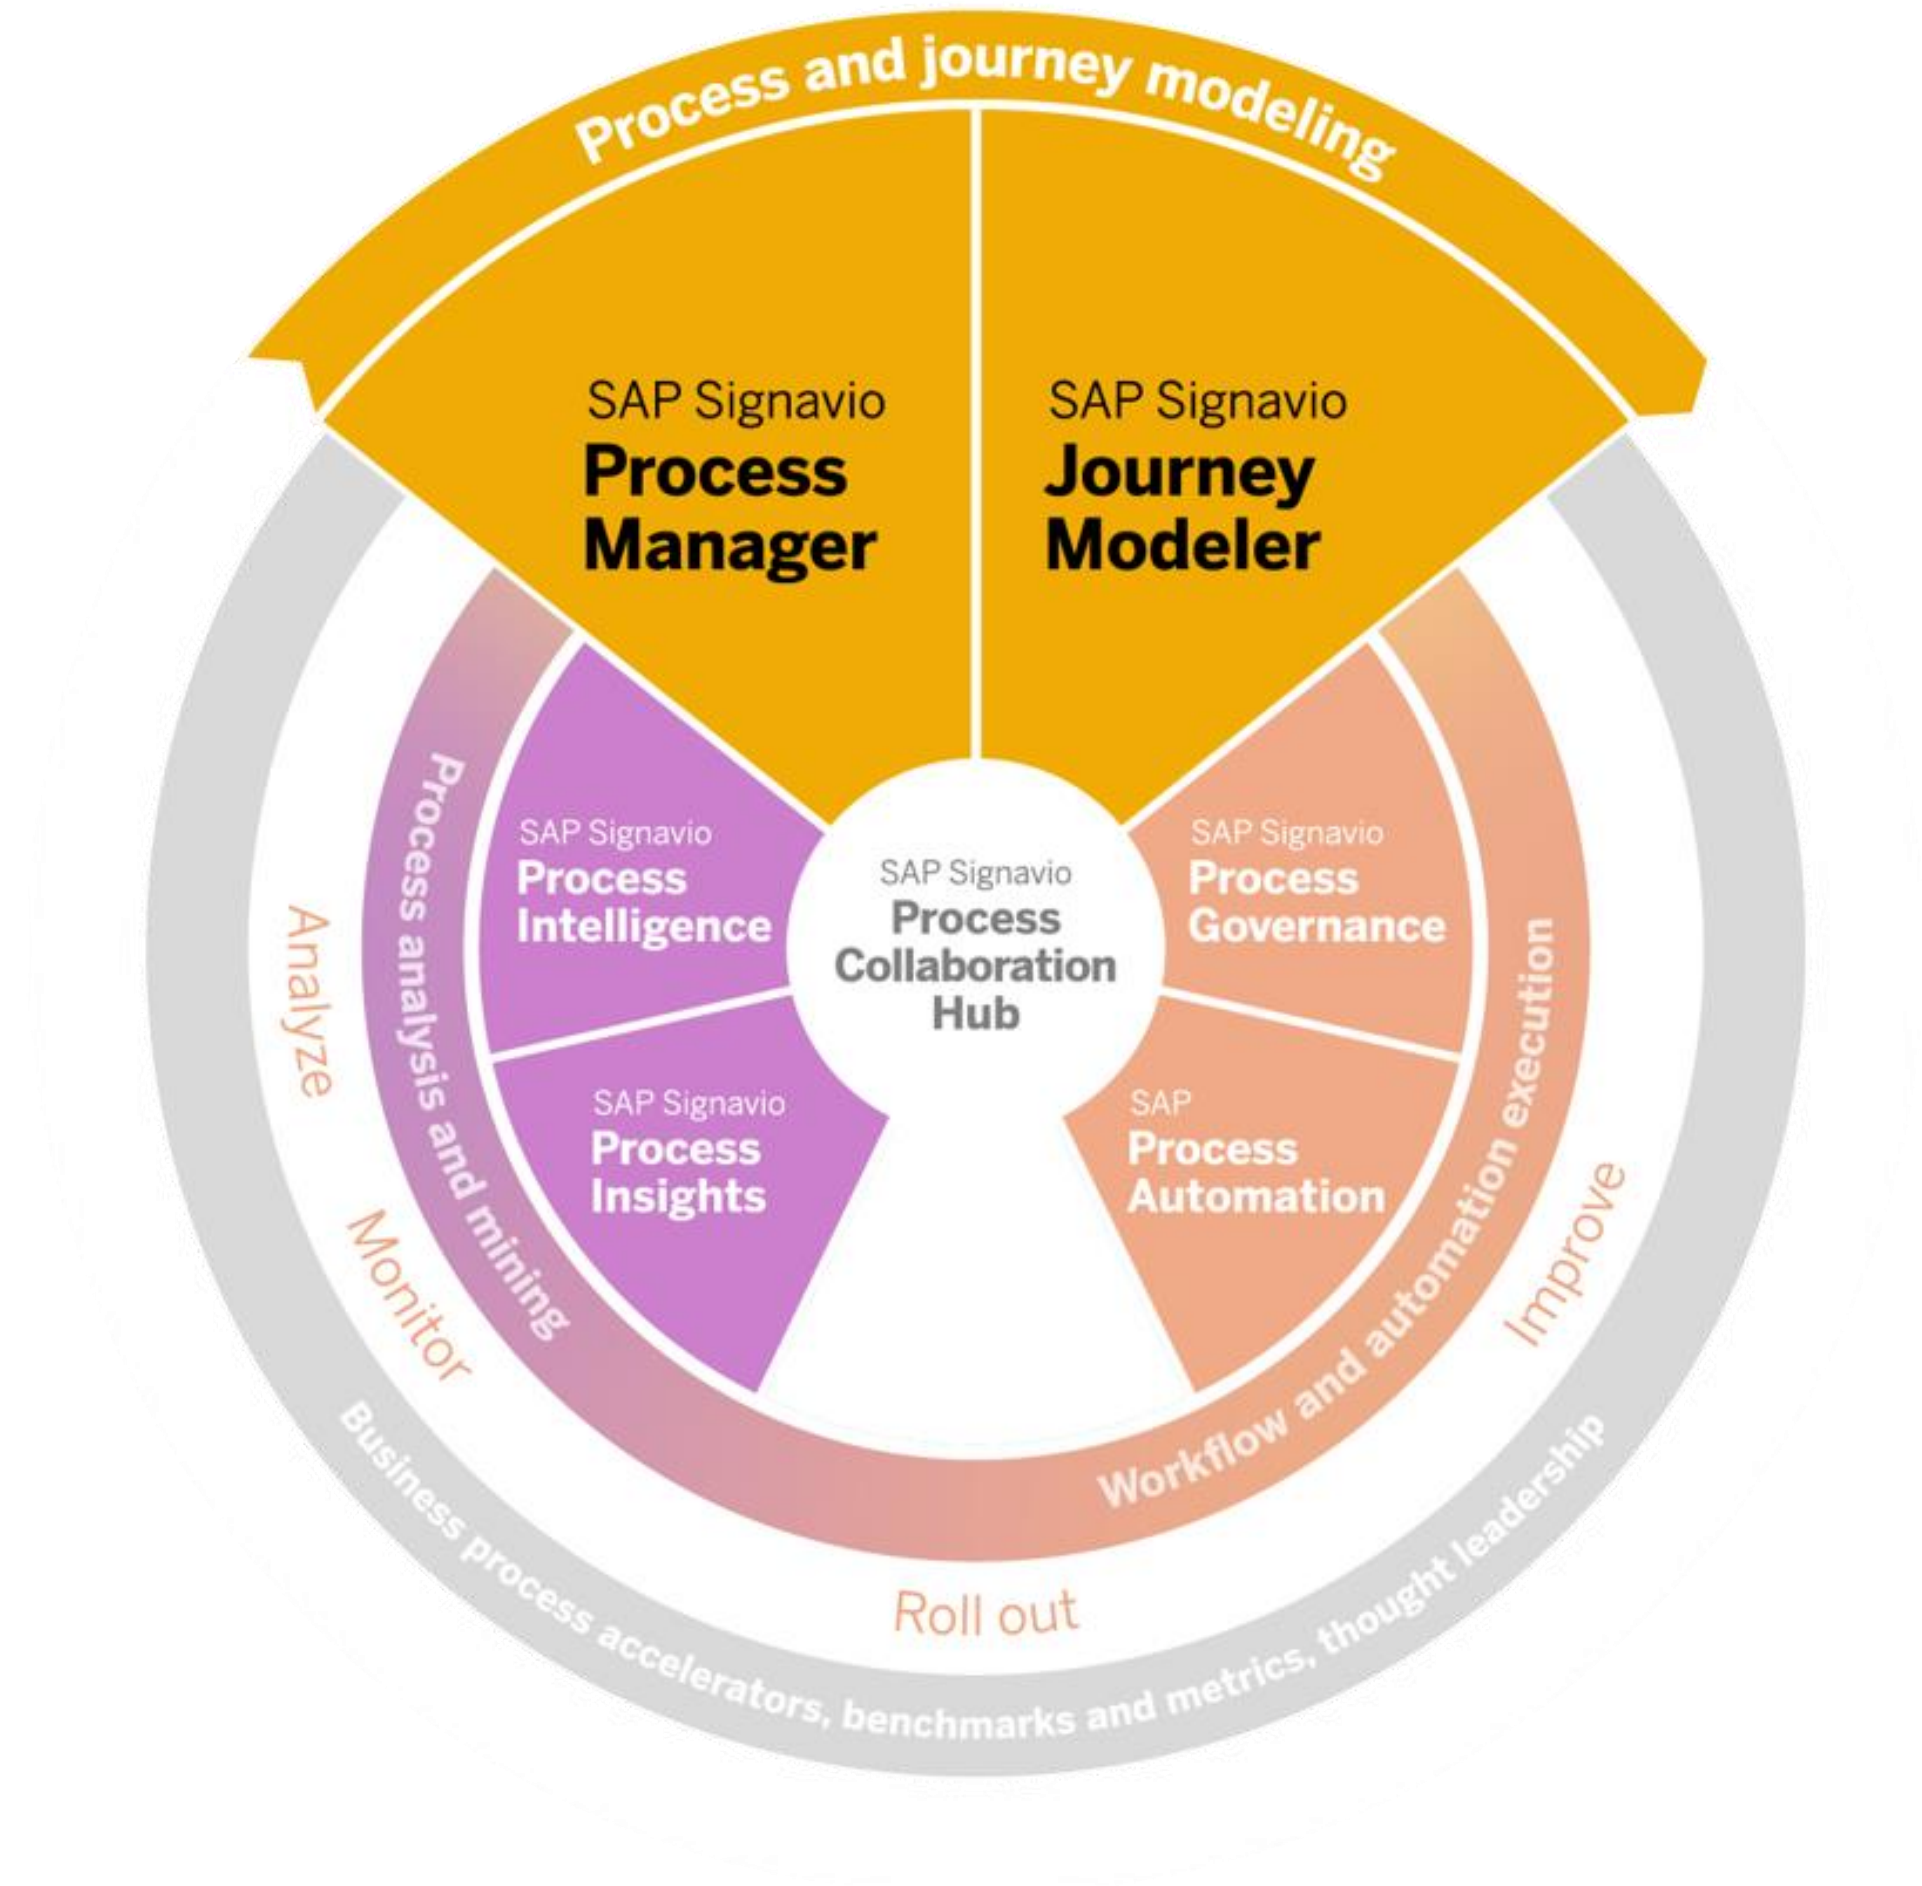 Process and journey modeling
SAP Signavio
Process
Manager
SAP Signavio
Journey
Modeler
SAP Signavio
Process
Intelligence
SAP Signavio
Process
Insights
SAP Signavio
Process
Collaboration
Hub
SAP Signavio
Process
Governance
SAP
Process
Automation
Process analysis and mining
Workflow and automation execution
Analyze
Monitor
Roll out
Improve
Business process accelerators, benchmarks and metrics, thought leadership